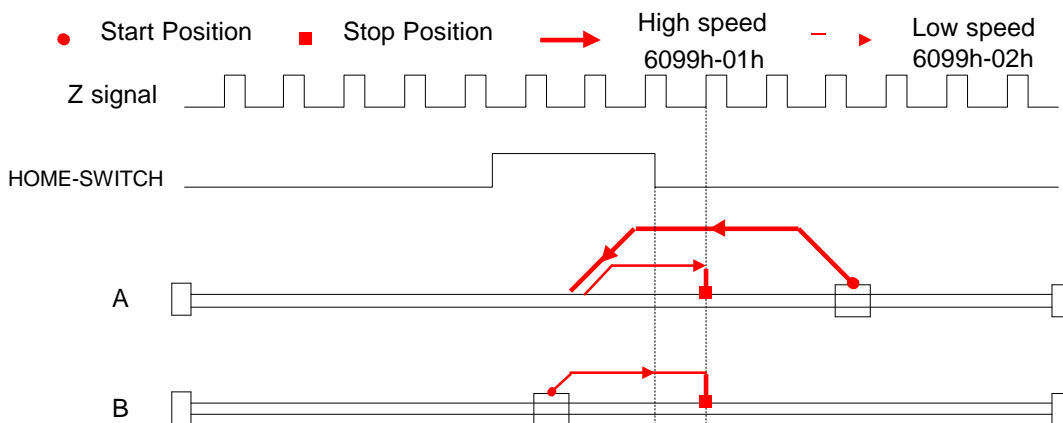 Start Position Stop Position High speed 6099h-01h Low speed 6099h-02h
Z signal
HOME-SWITCH
A
B